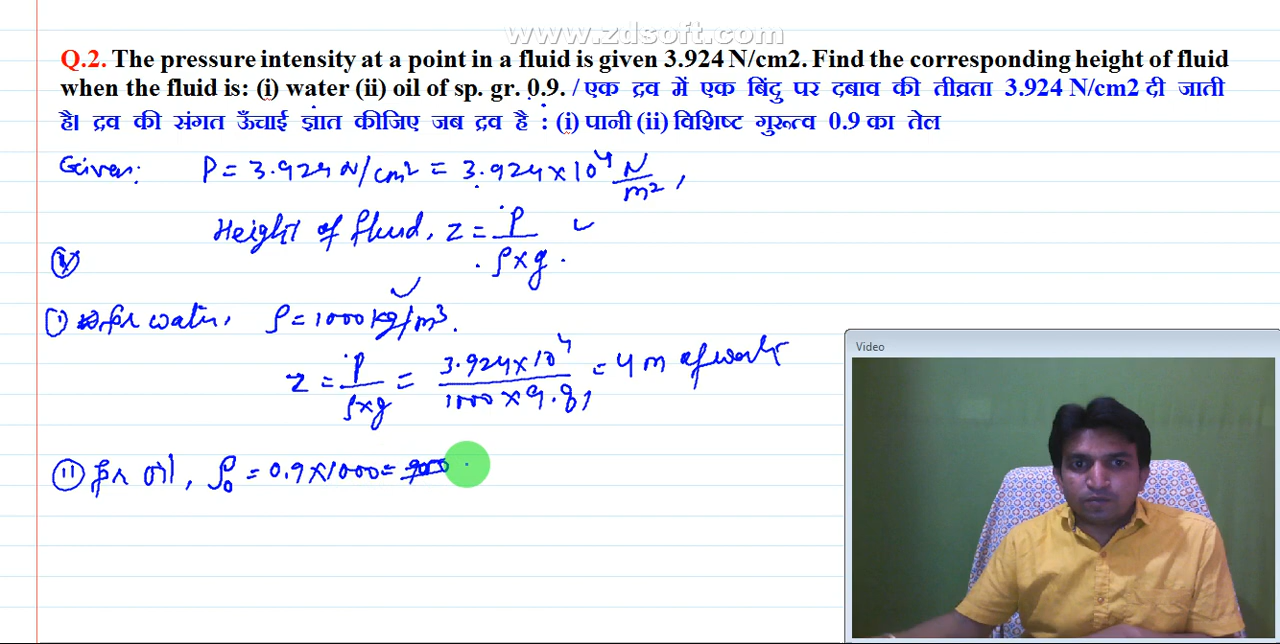 www.zdsoft.com
Q.2. The pressure intensity at a point in a fluid is given 3.924 N/cm2. Find the corresponding height of fluid
when the fluid is: (i) water (ii) oil of sp. gr. 0.9. / एक द्रव में एक बिंदु पर दबाव की तीव्रता 3.924 N/cm2 दी जाती
है। द्रव की संगत ऊँचाई ज्ञात कीजिए जब द्रव है : (i) पानी (ii) विशिष्ट गुरूत्व 0.9 का तेल
Given: P = 3.924 N/cm² = 3.924 × 10⁴ N/m²,
Height of fluid, z = P / ρ × g
(i) for water, ρ = 1000 kg/m³.
z = P / ρ×g = 3.924 × 10⁴ / 1000 × 9.81 = 4 m of
Video
(ii) for oil, ρ₀ = 0.9 × 1000 =